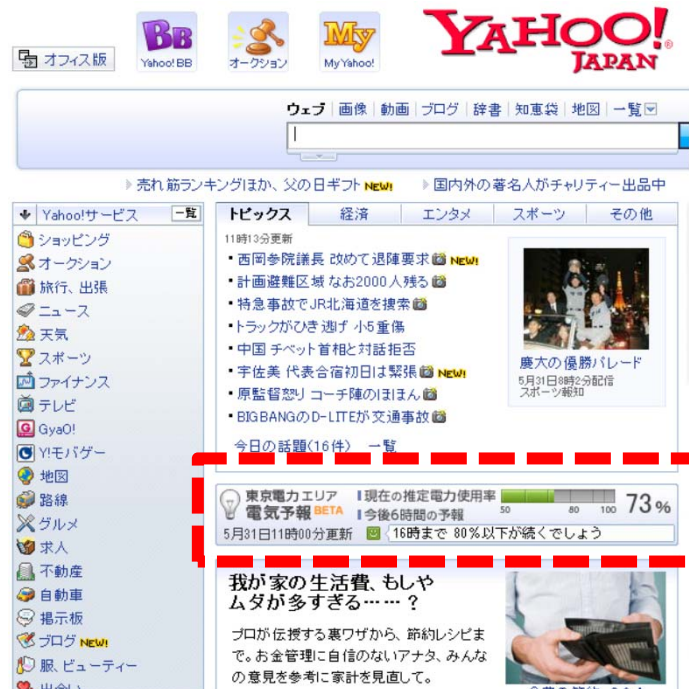 オフィス版
BB
Yahoo! BB
オークション
My
My Yahoo!
YAHOO!
JAPAN
ウェブ 画像 動画 ブログ 辞書 知恵袋 地図 一覧
売れ筋ランキングほか、父の日ギフト NEW!
国内外の著名人がチャリティー出品中
Yahoo!サービス 一覧
ショッピング
オークション
旅行、出張
ニュース
天気
スポーツ
ファイナンス
テレビ
GyaO!
Y!モバゲー
地図
路線
グルメ
求人
不動産
自動車
掲示板
ブログ NEW!
服、ビューティー
出会い
トピックス 経済 エンタメ スポーツ その他
11時13分更新
西岡参院議長 改めて退陣要求 NEW!
計画避難区域 なお2000人残る
特急事故でJR北海道を捜索
トラックがひき逃げ 小5重傷
中国 チベット首相と対話拒否
宇佐美 代表合宿初日は緊張 NEW!
原監督怒り コーチ陣のほほん
BIGBANGのD-LITEが交通事故
今日の話題(16件) 一覧
慶大の優勝パレード
5月31日8時2分配信
スポーツ報知
東京電力エリア
電気予報 BETA
現在の推定電力使用率
今後6時間の予報
50 80 100 73%
5月31日11時00分更新
16時まで 80%以下が続くでしょう
我が家の生活費、もしや
ムダが多すぎる……？
プロが伝授する裏ワザから、節約レシピま
で。お金管理に自信のないアナタ、みんな
の意見を参考に家計を見直して。